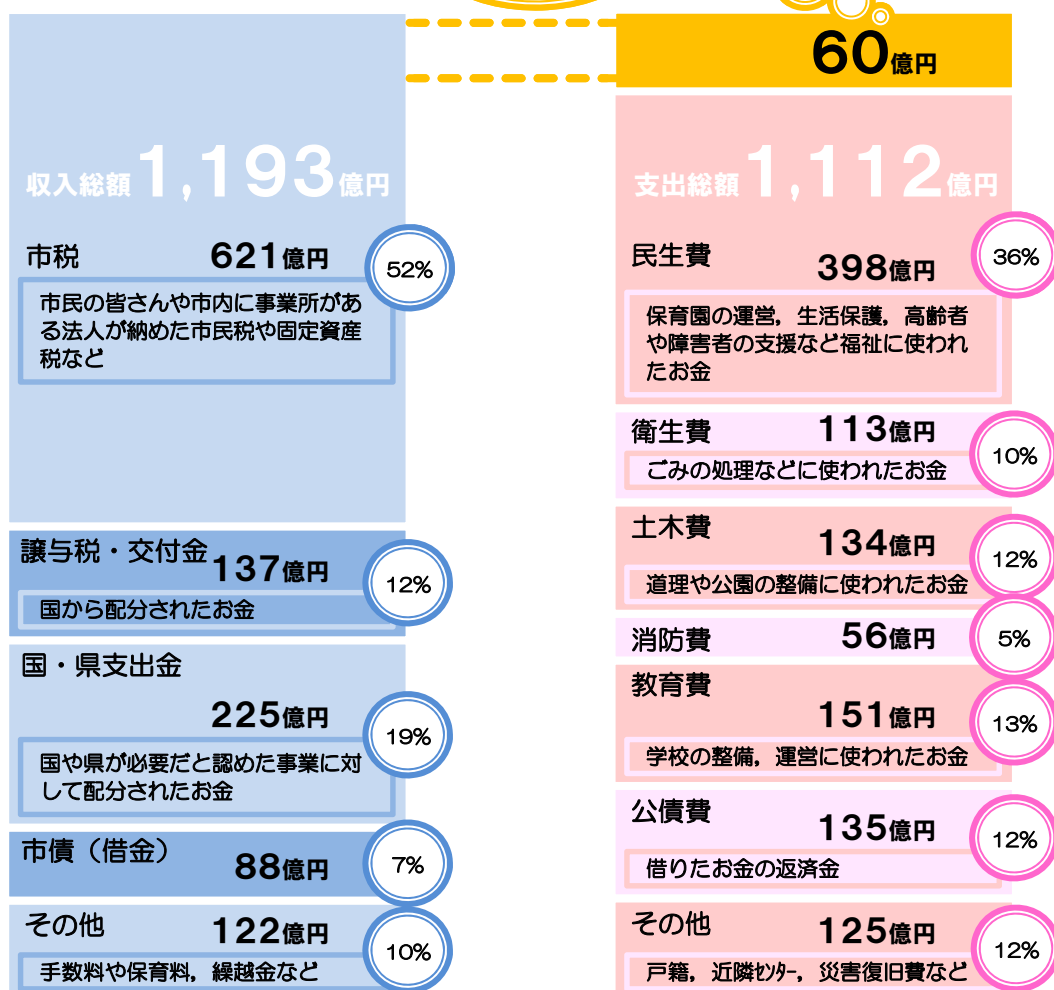 60億円
収入総額1,193億円
市税 621億円 52%
市民の皆さんや市内に事業所があ
る法人が納めた市民税や固定資産
税など
譲与税・交付金 137億円 12%
国から配分されたお金
国・県支出金
225億円 19%
国や県が必要だと認めた事業に対
して配分されたお金
市債（借金） 88億円 7%
その他 122億円 10%
手数料や保育料，繰越金など
支出総額1,112億円
民生費 398億円 36%
保育園の運営，生活保護，高齢者
や障害者の支援など福祉に使われ
たお金
衛生費 113億円 10%
ごみの処理などに使われたお金
土木費 134億円 12%
道理や公園の整備に使われたお金
消防費 56億円 5%
教育費
151億円 13%
学校の整備，運営に使われたお金
公債費 135億円 12%
借りたお金の返済金
その他 125億円 12%
戸籍，近隣ｾﾝﾀｰ，災害復旧費など